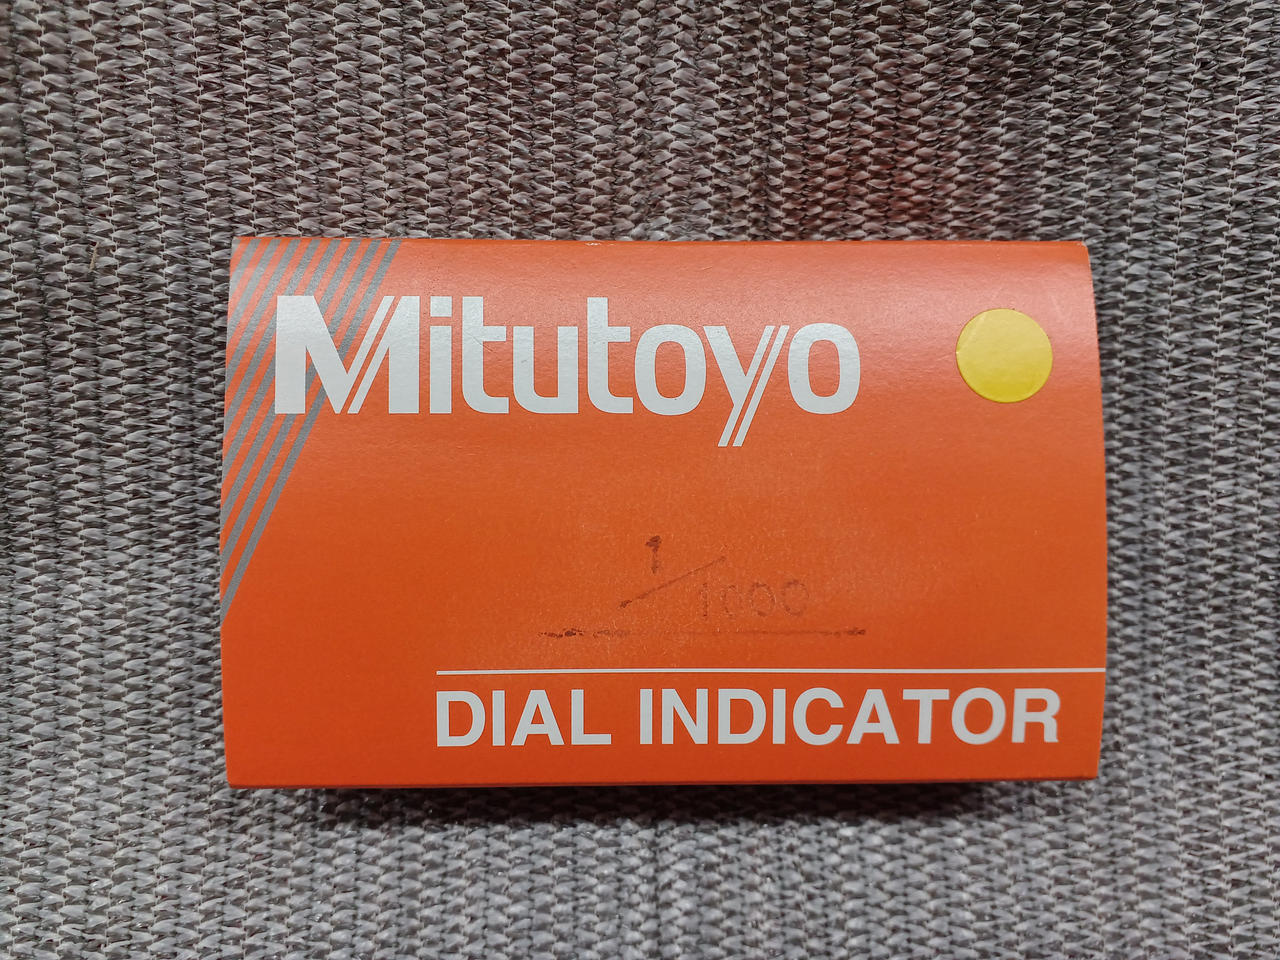 Mitutoyo
1/1000
DIAL INDICATOR